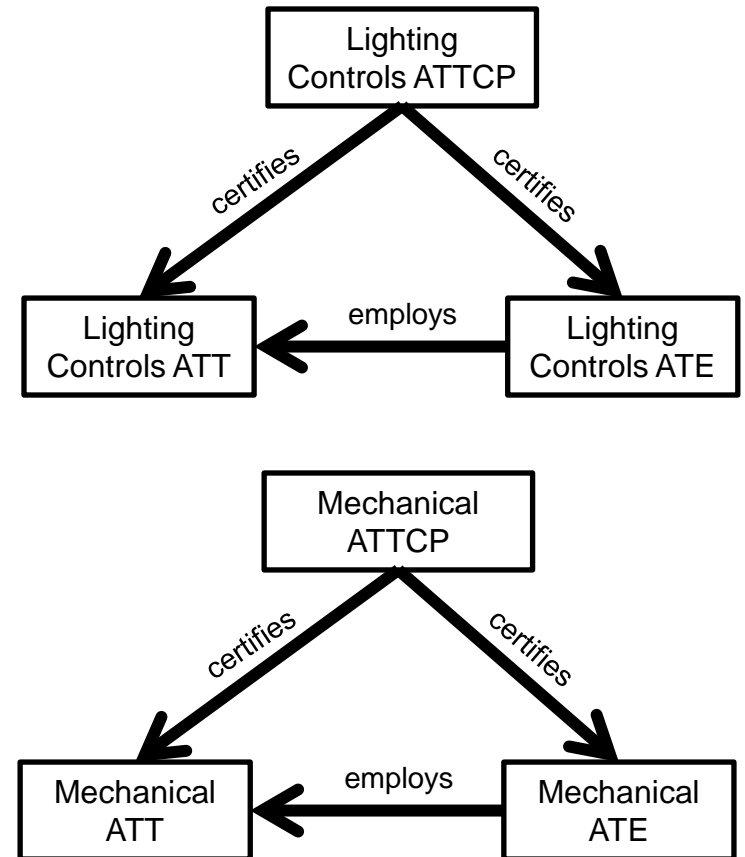 Lighting
Controls ATTCP
certifies
certifies
Lighting
Controls ATT
employs
Lighting
Controls ATE
Mechanical
ATTCP
certifies
certifies
Mechanical
ATT
employs
Mechanical
ATE